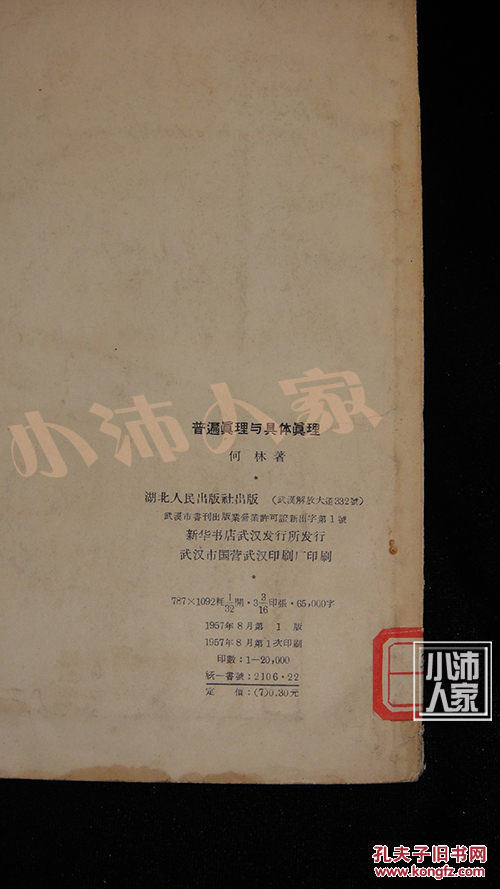 小沛人家
普遍眞理与具体眞理
何林著
•
湖北人民出版社出版 (武漢解放大道332號)
武漢市書刊出版業营業許可證新出字第1號
新华书店武汉发行所发行
武汉市国营武汉印刷厂印刷
•
787×1092粍1/32開·3 3/16印張·65,000字
1957年8月第1版
1957年8月第1次印刷
印數:1—20,000
統一書號:2106·22
定價:(7)0.30元
小沛
人家
孔夫子旧书网
www.kongfz.com